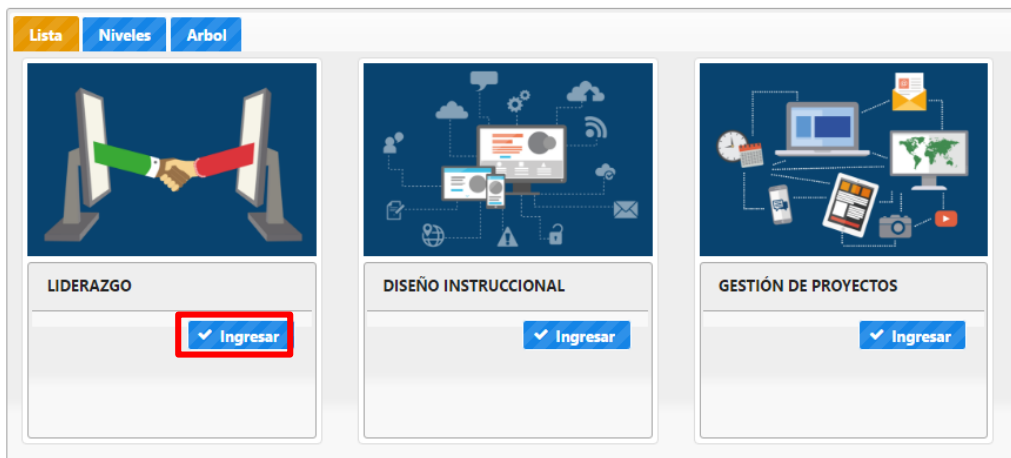 Lista Niveles Arbol
LIDERAZGO
Ingresar
DISEÑO INSTRUCCIONAL
Ingresar
GESTIÓN DE PROYECTOS
Ingresar